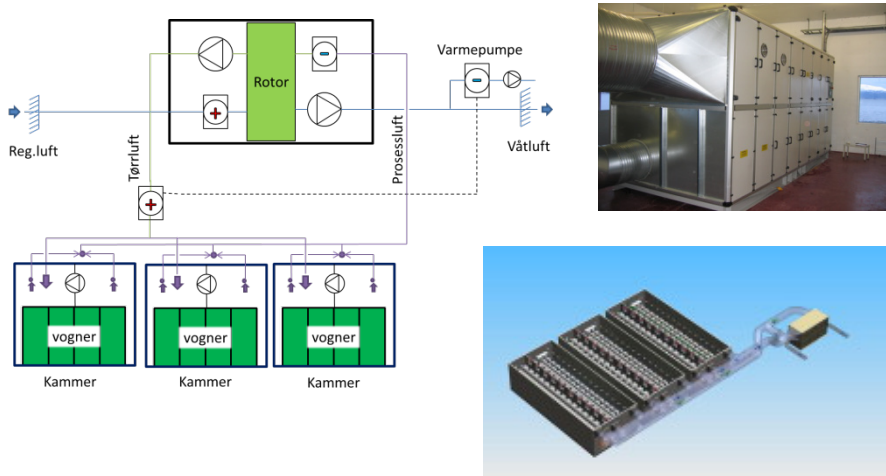 Varmepumpe
Rotor
Reg.luft
Tørrluft
Prosessluft
Våtluft
vogner
vogner
vogner
Kammer
Kammer
Kammer